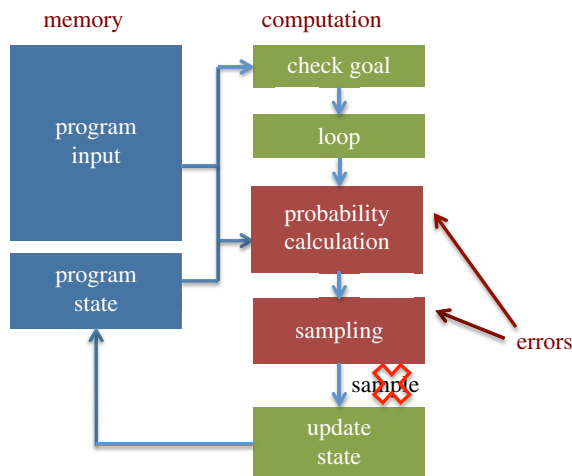 memory
computation
program
input
program
state
check goal
loop
probability
calculation
sampling
errors
sample
update
state